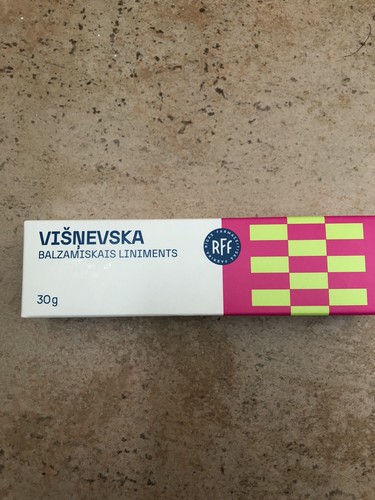 VIŠŅEVSKA
BALZAMISKAIS LINIMENTS
RFF
30g